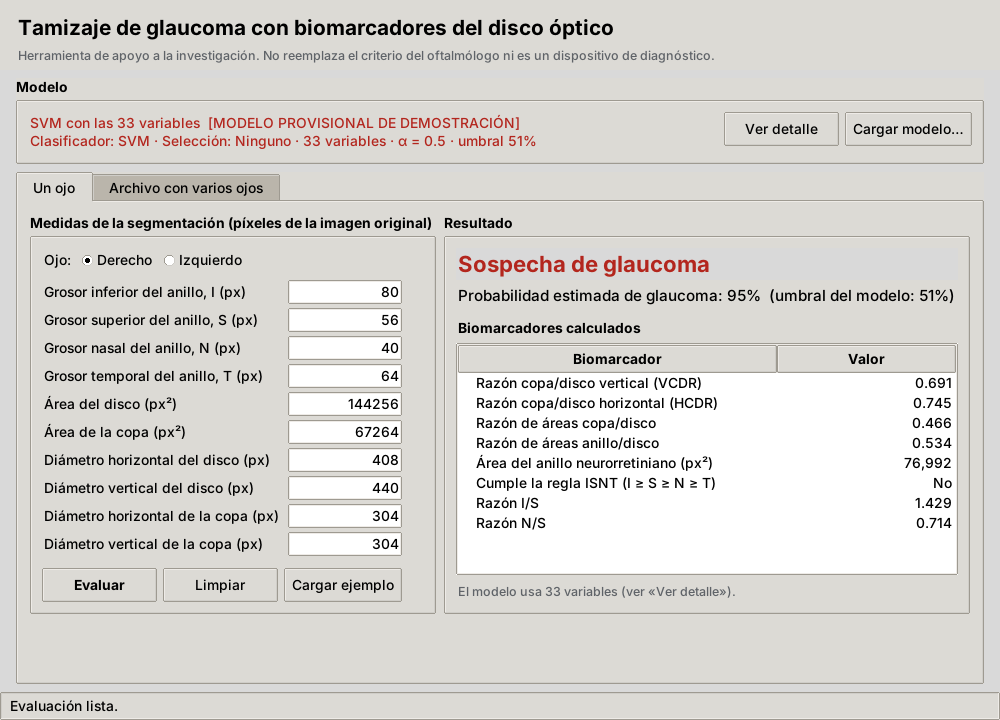 Tamizaje de glaucoma con biomarcadores del disco óptico
Herramienta de apoyo a la investigación. No reemplaza el criterio del oftalmólogo ni es un dispositivo de diagnóstico.
Modelo
SVM con las 33 variables [MODELO PROVISIONAL DE DEMOSTRACIÓN]
Clasificador: SVM · Selección: Ninguno · 33 variables · α = 0.5 · umbral 51%
Ver detalle
Cargar modelo...
Un ojo
Archivo con varios ojos
Medidas de la segmentación (píxeles de la imagen original)
Ojo: Derecho Izquierdo
Grosor inferior del anillo, I (px) 80
Grosor superior del anillo, S (px) 56
Grosor nasal del anillo, N (px) 40
Grosor temporal del anillo, T (px) 64
Área del disco (px²) 144256
Área de la copa (px²) 67264
Diámetro horizontal del disco (px) 408
Diámetro vertical del disco (px) 440
Diámetro horizontal de la copa (px) 304
Diámetro vertical de la copa (px) 304
Evaluar
Limpiar
Cargar ejemplo
Resultado
Sospecha de glaucoma
Probabilidad estimada de glaucoma: 95% (umbral del modelo: 51%)
Biomarcadores calculados
Biomarcador Valor
Razón copa/disco vertical (VCDR) 0.691
Razón copa/disco horizontal (HCDR) 0.745
Razón de áreas copa/disco 0.466
Razón de áreas anillo/disco 0.534
Área del anillo neurorretiniano (px²) 76,992
Cumple la regla ISNT (I ≥ S ≥ N ≥ T) No
Razón I/S 1.429
Razón N/S 0.714
El modelo usa 33 variables (ver «Ver detalle»).
Evaluación lista.